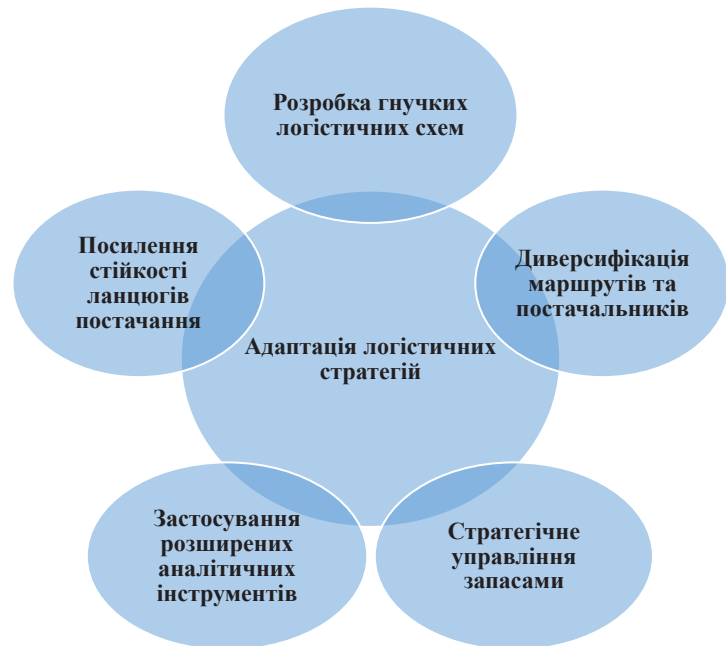 Розробка гнучких
логістичних схем
Посилення
стійкості
ланцюгів
постачання
Диверсифікація
маршрутів та
постачальників
Адаптація логістичних
стратегій
Застосування
розширених
аналітичних
інструментів
Стратегічне
управління
запасами